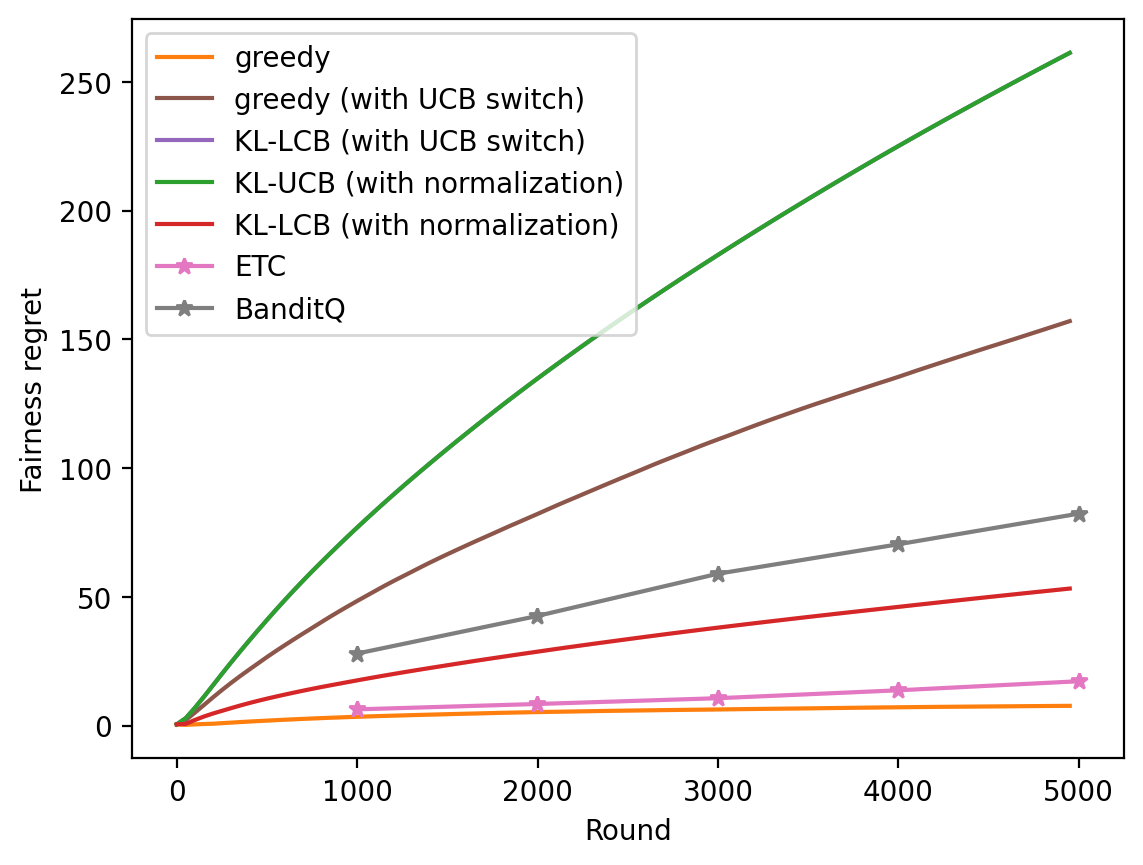 greedy
greedy (with UCB switch)
KL-LCB (with UCB switch)
KL-UCB (with normalization)
KL-LCB (with normalization)
ETC
BanditQ
Fairness regret
250
200
150
100
50
0
0 1000 2000 3000 4000 5000
Round